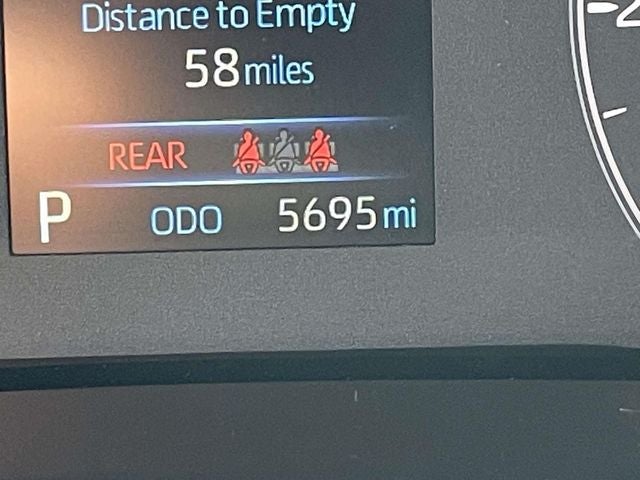 Distance to Empty
58 miles
REAR
P ODO 5695 mi